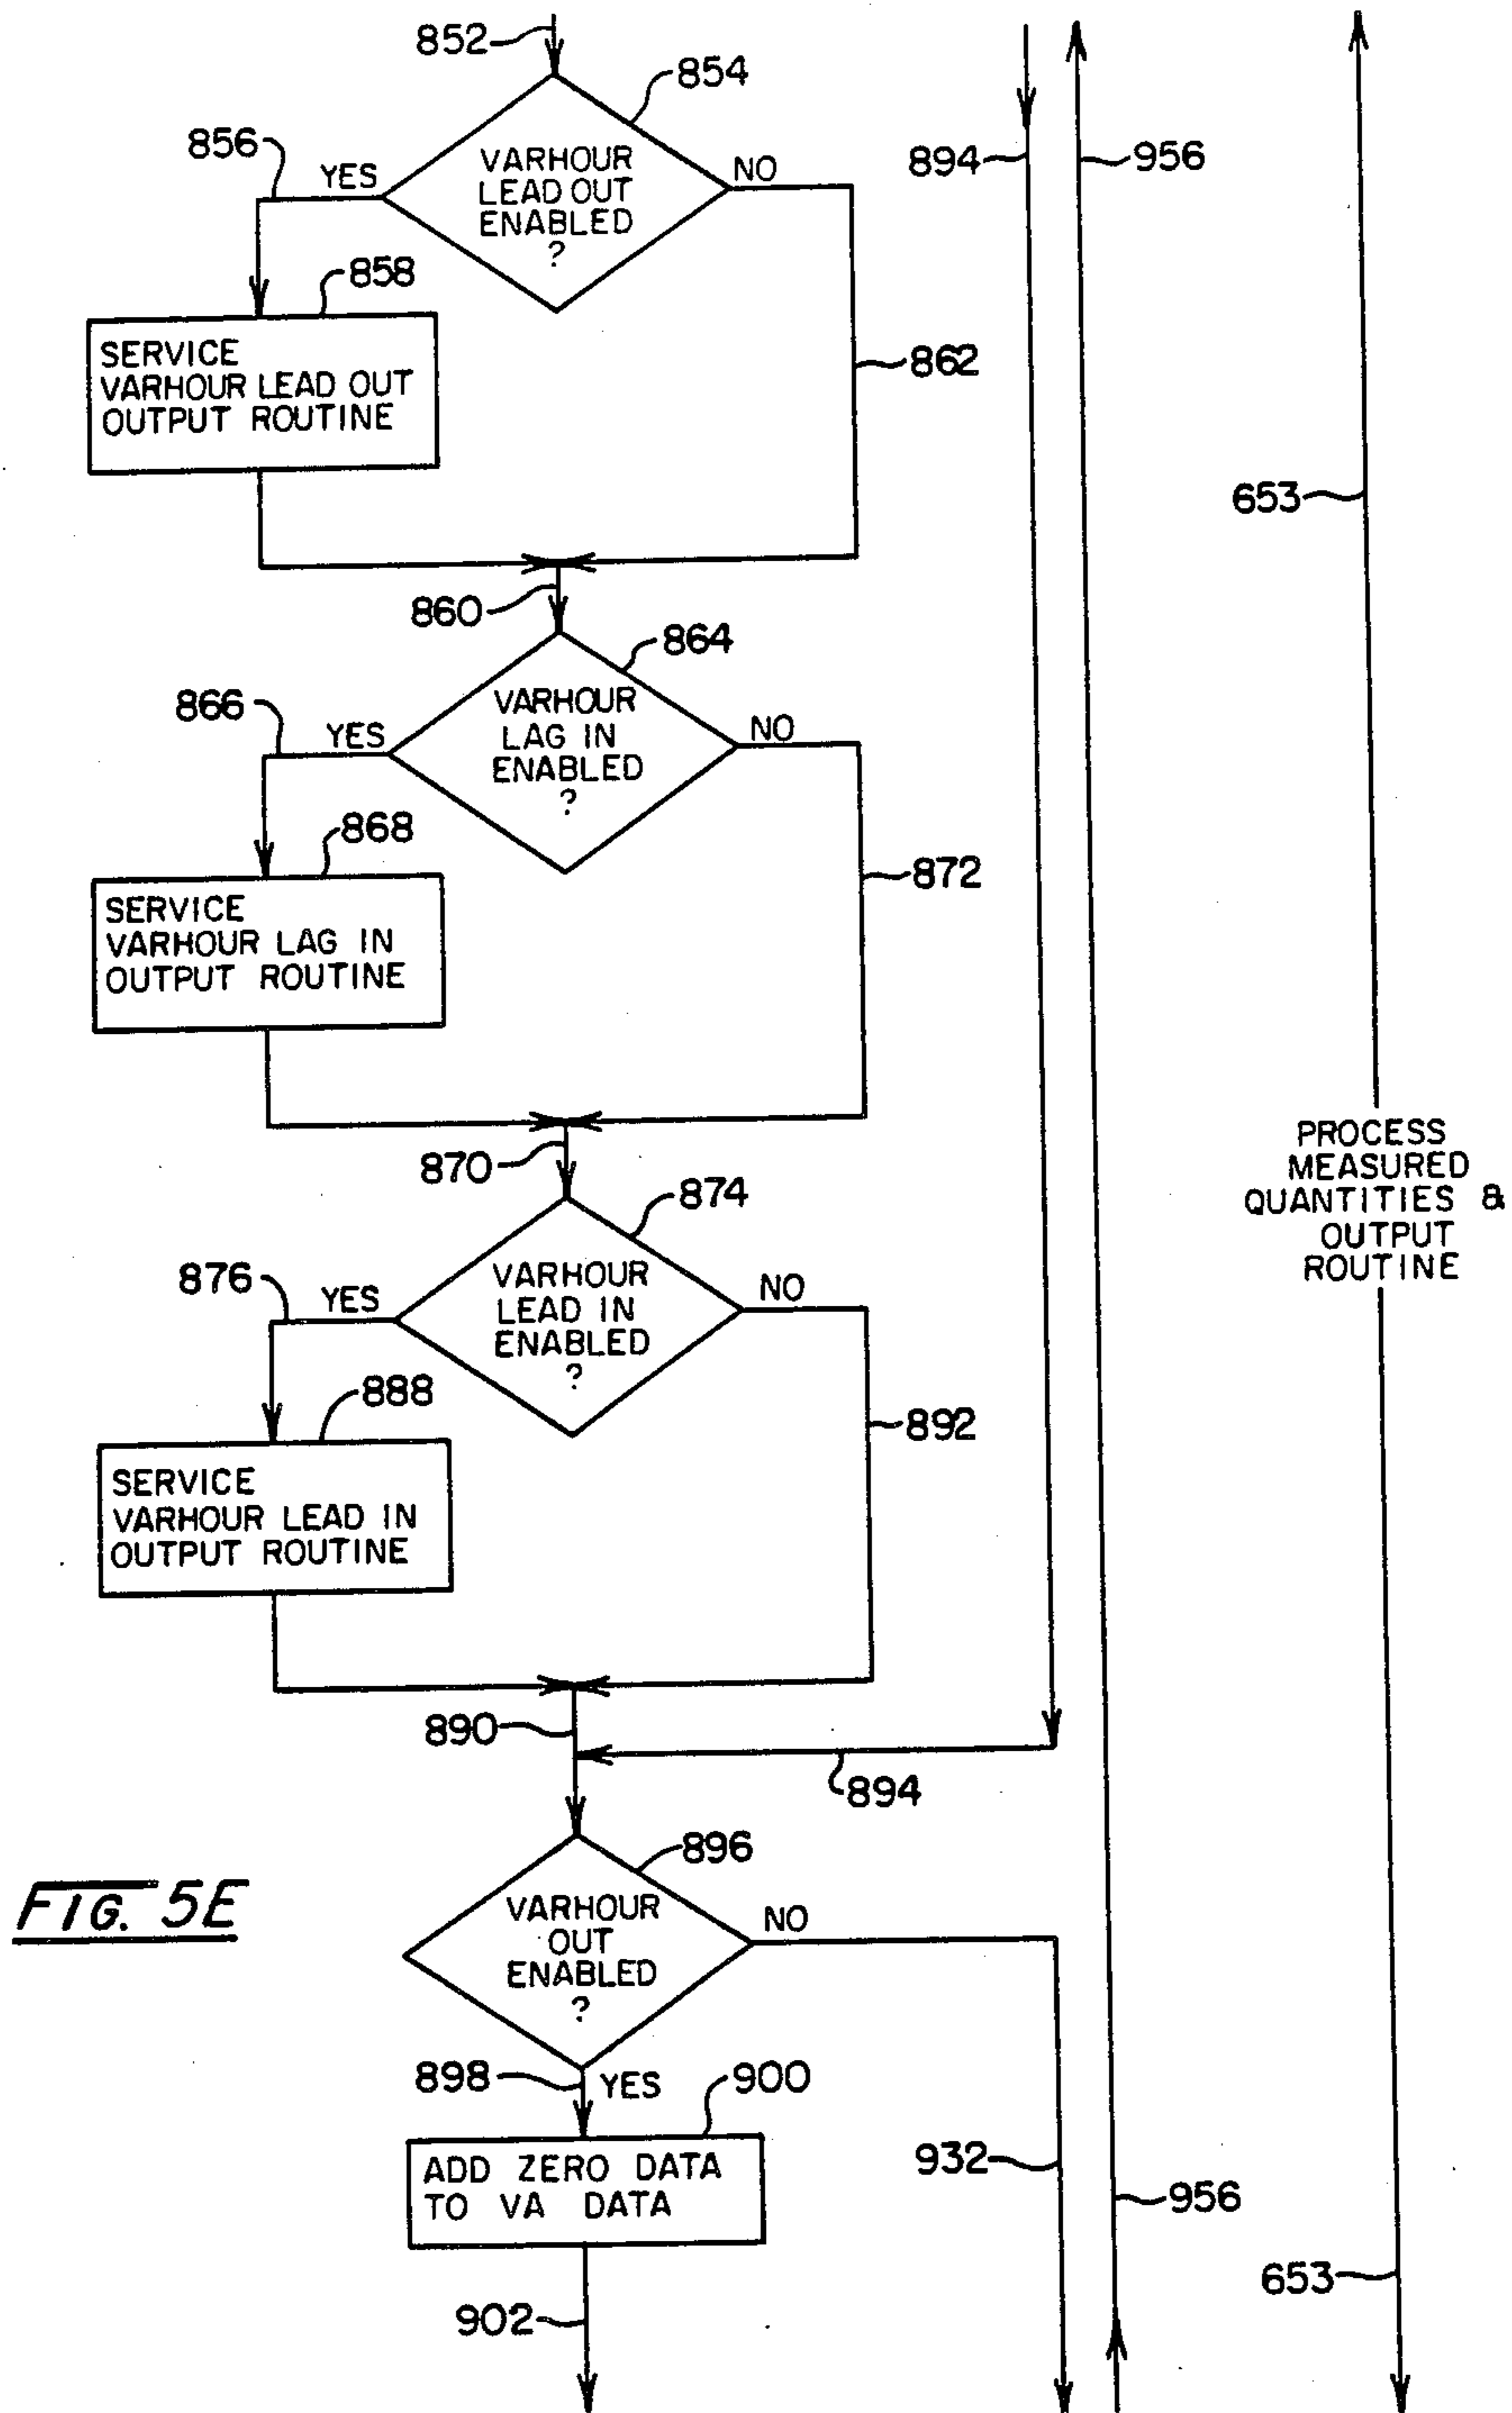 852
854
856
YES
VARHOUR
LEAD OUT
ENABLED
?
NO
894
956
858
SERVICE
VARHOUR LEAD OUT
OUTPUT ROUTINE
862
653
860
864
866
YES
VARHOUR
LAG IN
ENABLED
?
NO
868
SERVICE
VARHOUR LAG IN
OUTPUT ROUTINE
872
PROCESS
MEASURED
QUANTITIES &
OUTPUT
ROUTINE
870
874
876
YES
VARHOUR
LEAD IN
ENABLED
?
NO
888
SERVICE
VARHOUR LEAD IN
OUTPUT ROUTINE
892
890
894
896
FIG. 5E
VARHOUR
OUT
ENABLED
?
NO
898
YES
900
ADD ZERO DATA
TO VA DATA
932
956
653
902